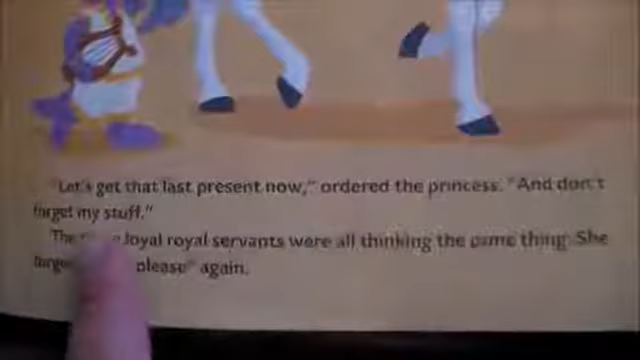 "Let's get that last present now," ordered the princess. "And don't
forget my stuff."
The loyal royal servants were all thinking the same thing: She
please" again.